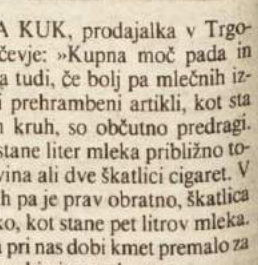 A KUK, prodajalka v Trgo-
čevje: »Kupna moč pada in
a tudi, če bolj pa mlečnih iz-
i prehrambeni artikli, kot sta
n kruh, so občutno predragi.
stane liter mleka približno to-
vina ali dve škatlici cigaret. V
h pa je prav obratno, škatlica
ko, kot stane pet litrov mleka.
a pri nas dobi kmet premalo za